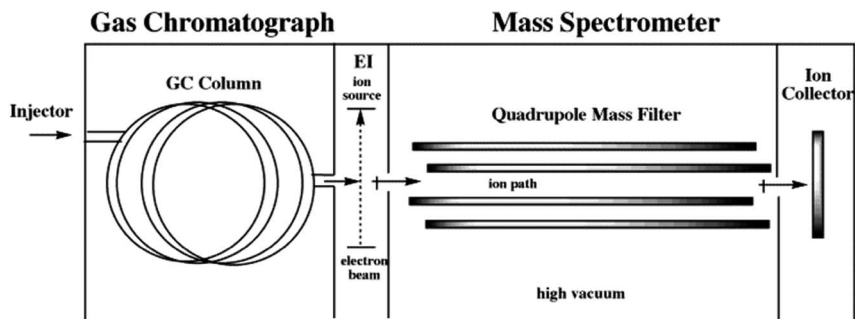 Gas Chromatograph
Mass Spectrometer
GC Column
EI
ion
source
Ion
Collector
Injector
Quadrupole Mass Filter
ion path
electron
beam
high vacuum